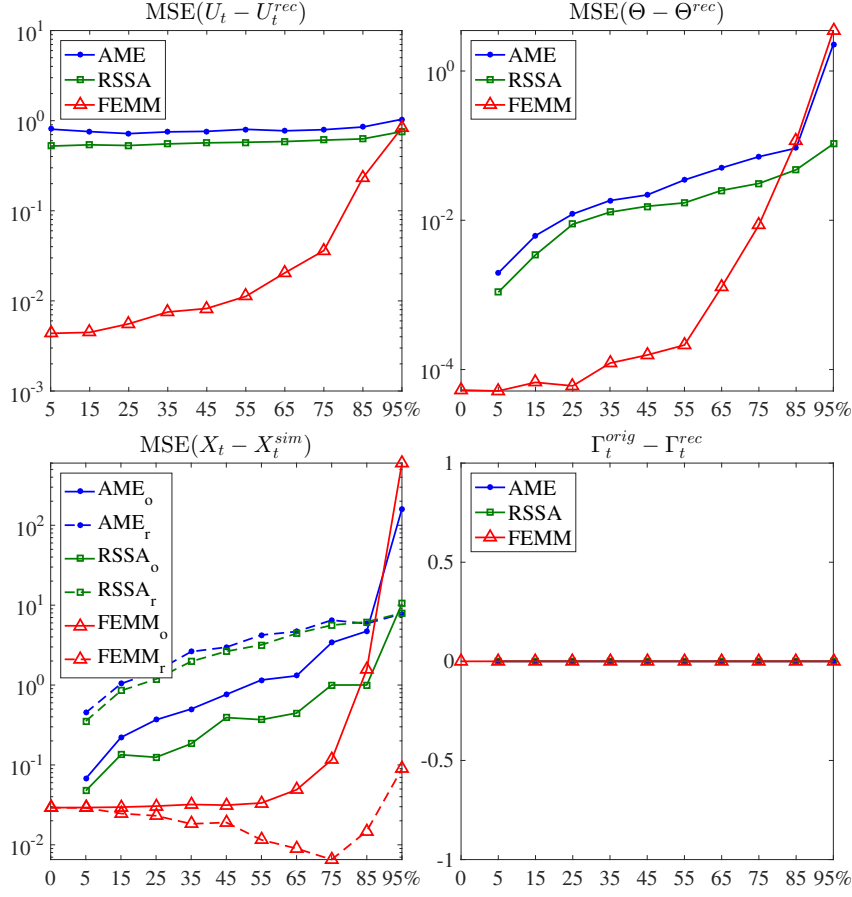 MSE(U_t − U_t^{rec})
10^1
10^0
10^{-1}
10^{-2}
10^{-3}
AME
RSSA
FEMM
5 15 25 35 45 55 65 75 85 95%
MSE(Θ − Θ^{rec})
10^0
10^{-2}
10^{-4}
AME
RSSA
FEMM
0 5 15 25 35 45 55 65 75 85 95%
MSE(X_t − X_t^{sim})
10^2
10^1
10^0
10^{-1}
10^{-2}
AME_o
AME_r
RSSA_o
RSSA_r
FEMM_o
FEMM_r
0 5 15 25 35 45 55 65 75 85 95%
Γ_t^{orig} − Γ_t^{rec}
1
0.5
0
-0.5
-1
AME
RSSA
FEMM
0 5 15 25 35 45 55 65 75 85 95%